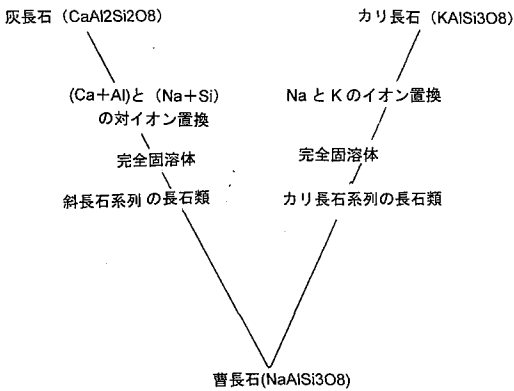 灰長石（CaAl2Si2O8）
カリ長石（KAlSi3O8）
(Ca＋Al)と（Na＋Si）
の対イオン置換
NaとKのイオン置換
完全固溶体
完全固溶体
斜長石系列の長石類
カリ長石系列の長石類
曹長石(NaAlSi3O8)